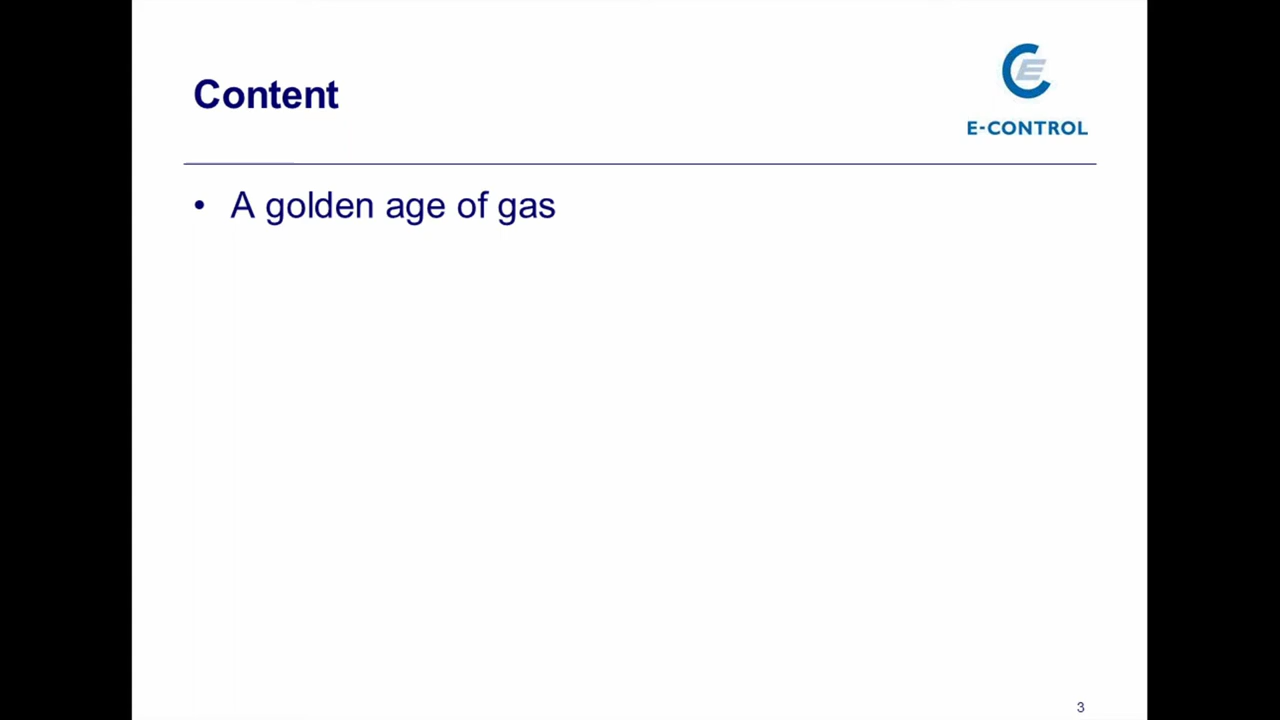 Content
E-CONTROL
• A golden age of gas
3